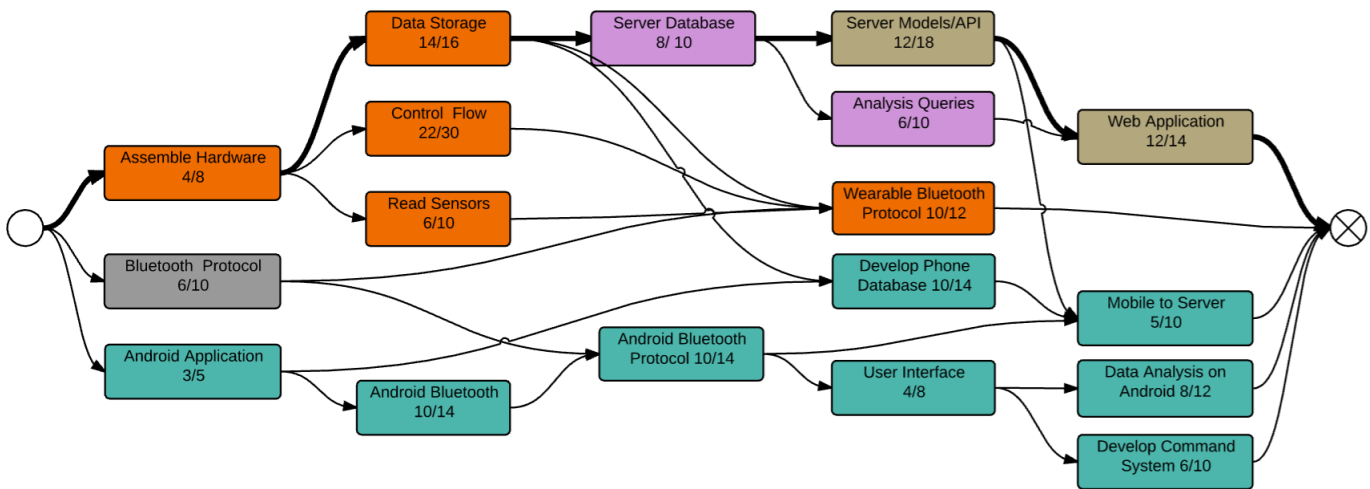 Data Storage
14/16
Server Database
8/ 10
Server Models/API
12/18
Control  Flow
22/30
Analysis Queries
6/10
Web Application
12/14
Assemble Hardware
4/8
Read Sensors
6/10
Wearable Bluetooth
Protocol 10/12
Bluetooth  Protocol
6/10
Develop Phone
Database 10/14
Mobile to Server
5/10
Android Application
3/5
Android Bluetooth
10/14
Android Bluetooth
Protocol 10/14
User Interface
4/8
Data Analysis on
Android 8/12
Develop Command
System 6/10